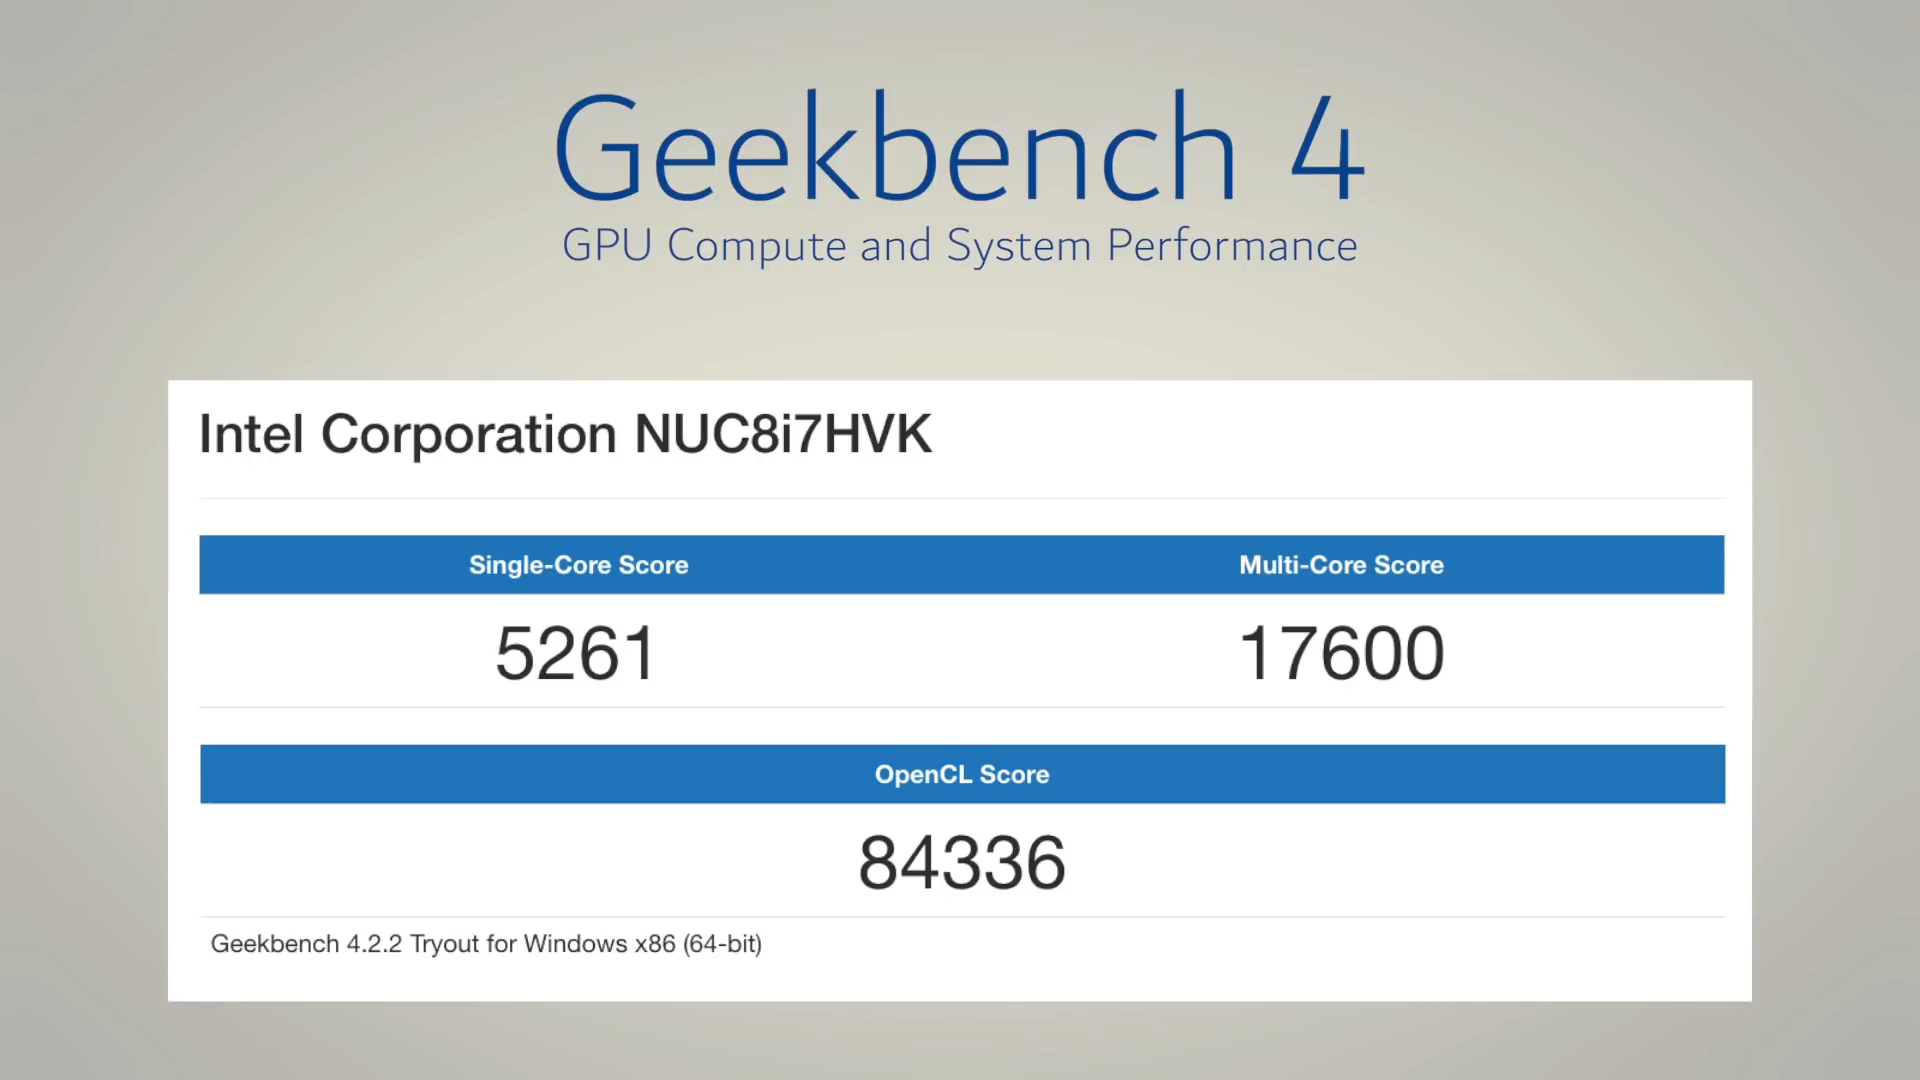 Geekbench 4
GPU Compute and System Performance
Intel Corporation NUC8i7HVK
Single-Core Score Multi-Core Score
5261 17600
OpenCL Score
84336
Geekbench 4.2.2 Tryout for Windows x86 (64-bit)